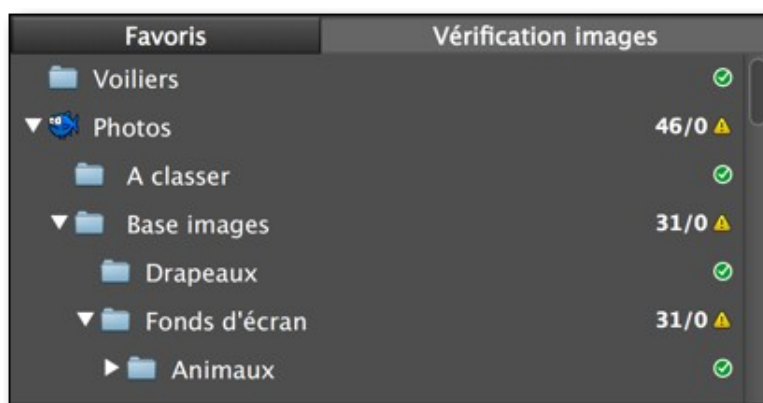 Favoris Vérification images
Voiliers
Photos 46/0
A classer
Base images 31/0
Drapeaux
Fonds d'écran 31/0
Animaux